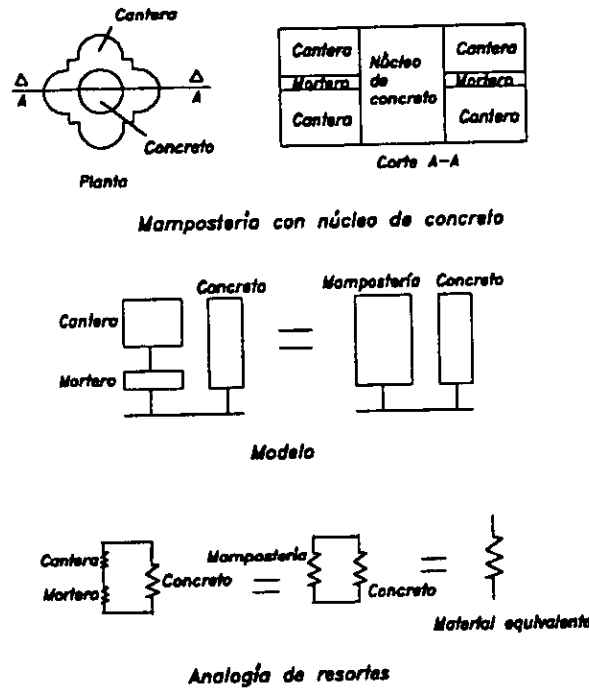 Cantera
Δ
A
Δ
A
Concreto
Planta
Cantera
Mortero
Cantera
Núcleo
de
concreto
Cantera
Mortero
Cantera
Corte A-A
Mampostería con núcleo de concreto
Cantera
Mortero
Concreto
Mampostería
Concreto
Modelo
Cantera
Mortero
Concreto
Mampostería
Concreto
Material equivalente
Analogía de resortes